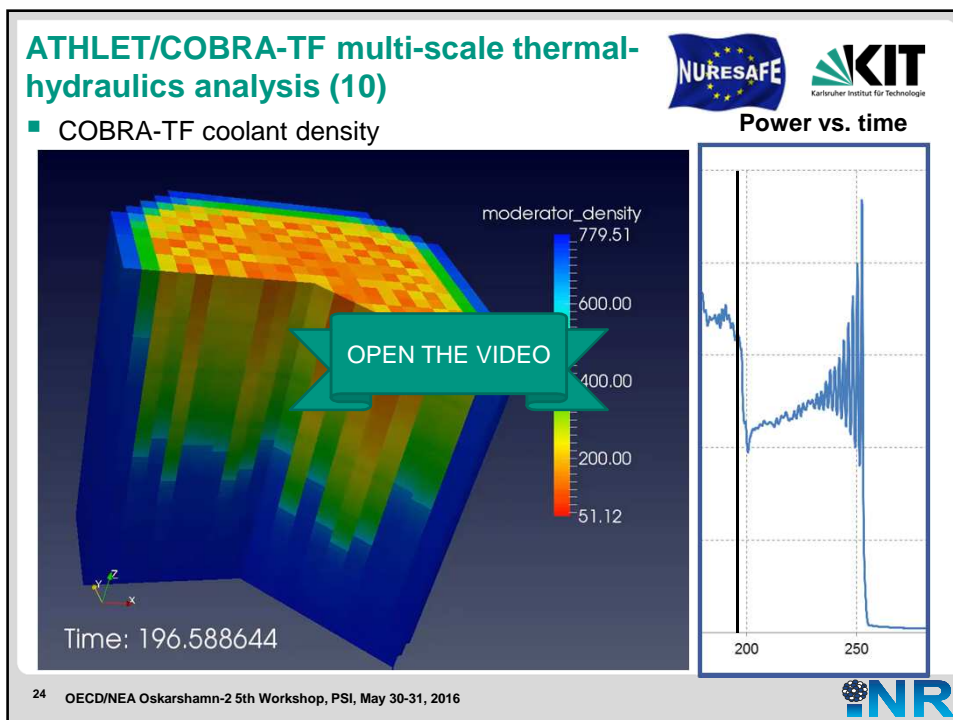 ATHLET/COBRA-TF multi-scale thermal-
hydraulics analysis (10)
NURESAFE
KIT
Karlsruher Institut für Technologie
COBRA-TF coolant density
Power vs. time
moderator_density
779.51
600.00
OPEN THE VIDEO
400.00
200.00
51.12
Z
Y
X
Time: 196.588644
200
250
24
OECD/NEA Oskarshamn-2 5th Workshop, PSI, May 30-31, 2016
iNR